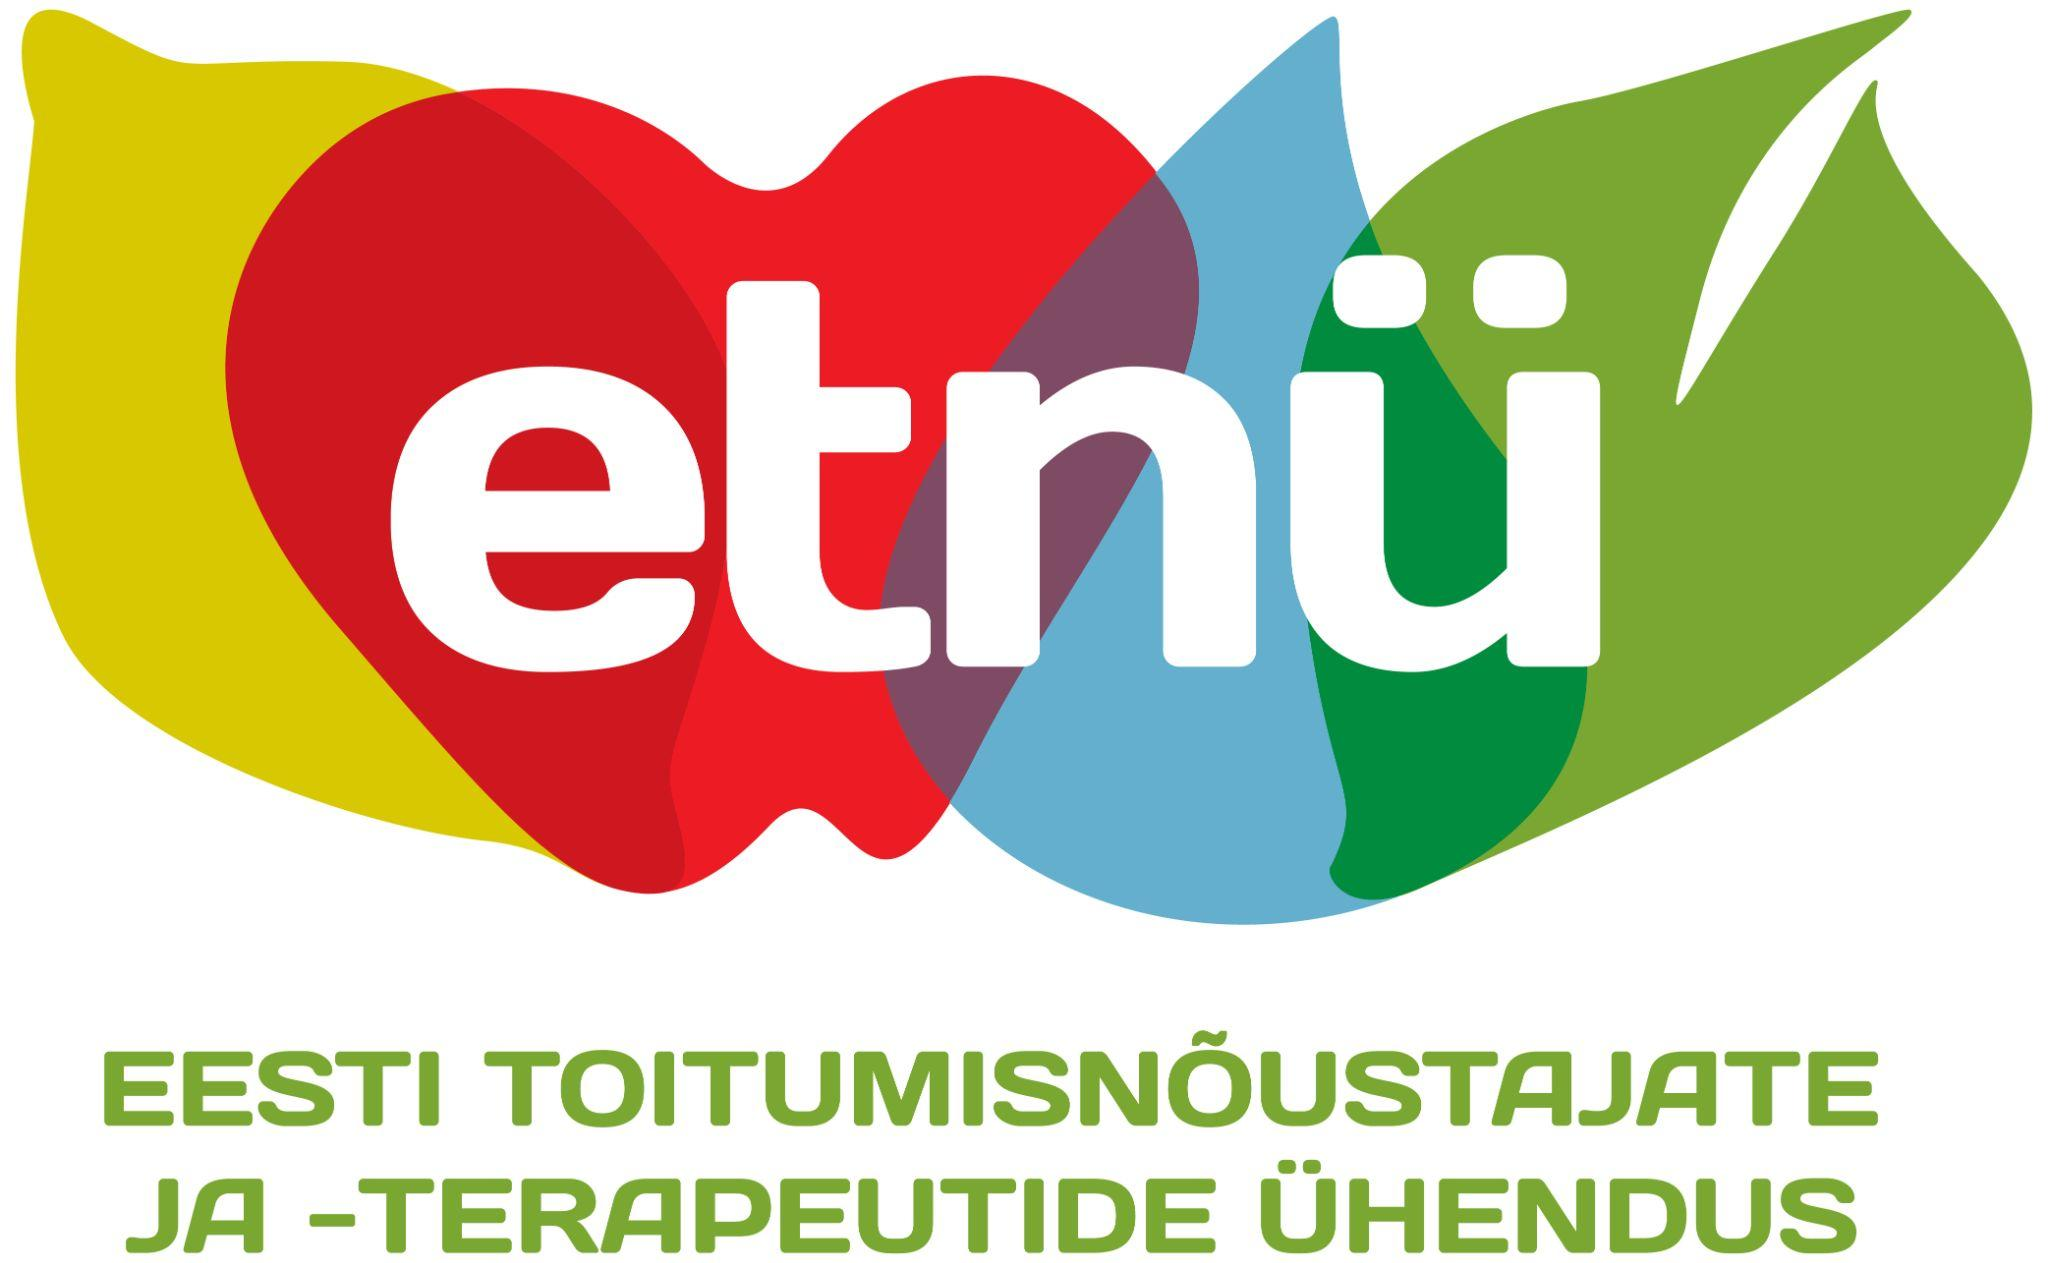 etnü
EESTI TOITUMISNÕUSTAJATE
JA -TERAPEUTIDE ÜHENDUS